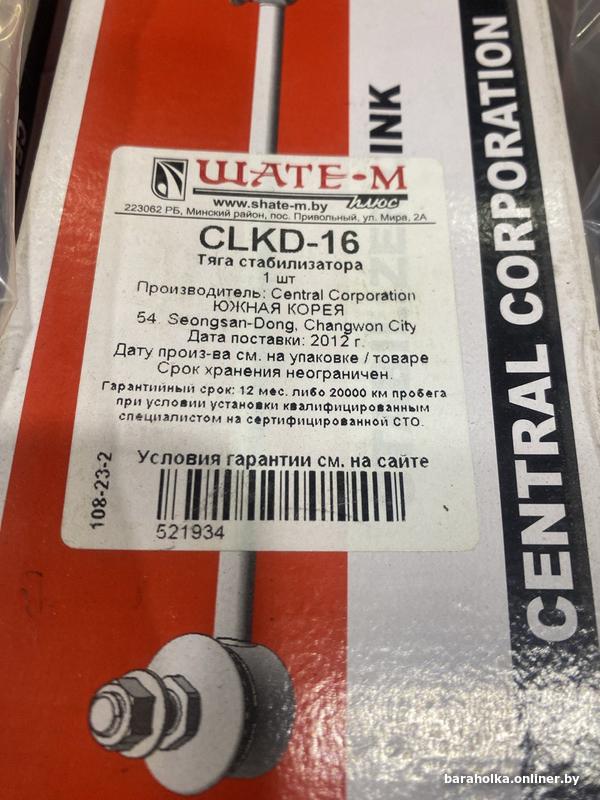 INK
CENTRAL CORPORATION
ШАТЕ-М
плюс
www.shate-m.by
223062 РБ, Минский район, пос. Привольный, ул. Мира, 2А
CLKD-16
Тяга стабилизатора
1 шт
Производитель: Central Corporation
ЮЖНАЯ КОРЕЯ
54. Seongsan-Dong, Changwon City
Дата поставки: 2012 г.
Дату произ-ва см. на упаковке / товаре
Срок хранения неограничен.
Гарантийный срок: 12 мес. либо 20000 км пробега
при условии установки квалифицированным
специалистом на сертифицированной СТО.
108-23-2
Условия гарантии см. на сайте
521934
baraholka.onliner.by